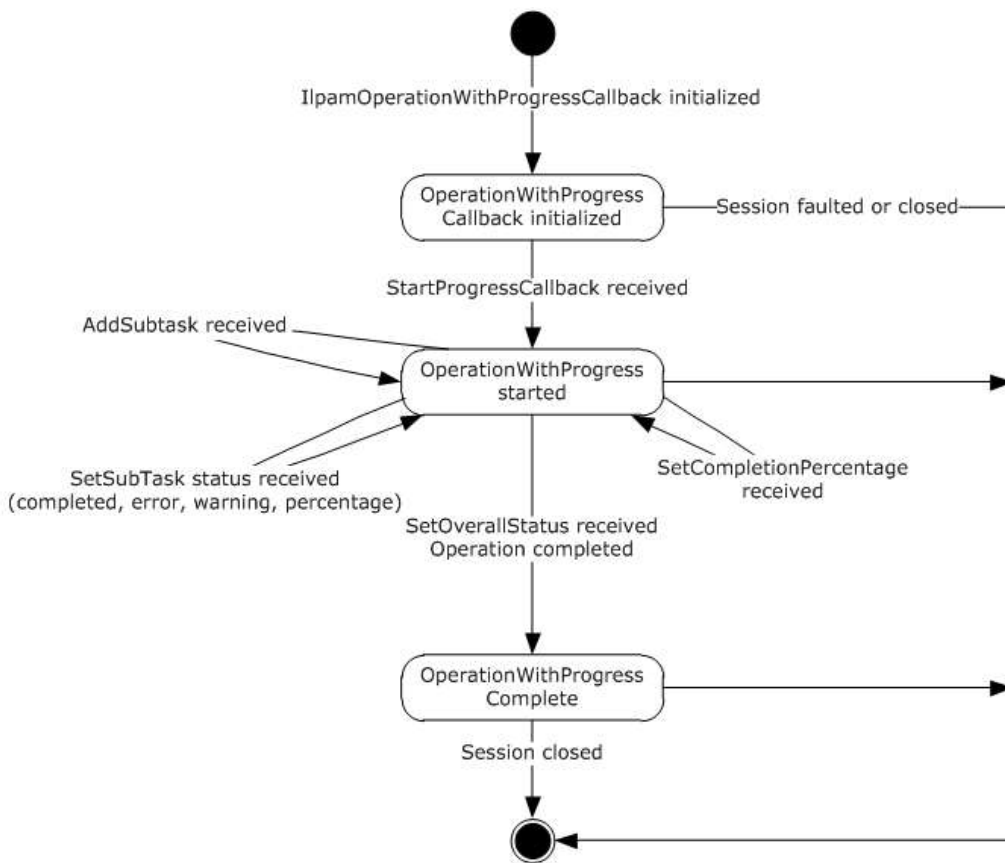 IlpamOperationWithProgressCallback initialized
OperationWithProgress
Callback initialized
Session faulted or closed
StartProgressCallback received
AddSubtask received
OperationWithProgress
started
SetSubTask status received
(completed, error, warning, percentage)
SetCompletionPercentage
received
SetOverallStatus received
Operation completed
OperationWithProgress
Complete
Session closed